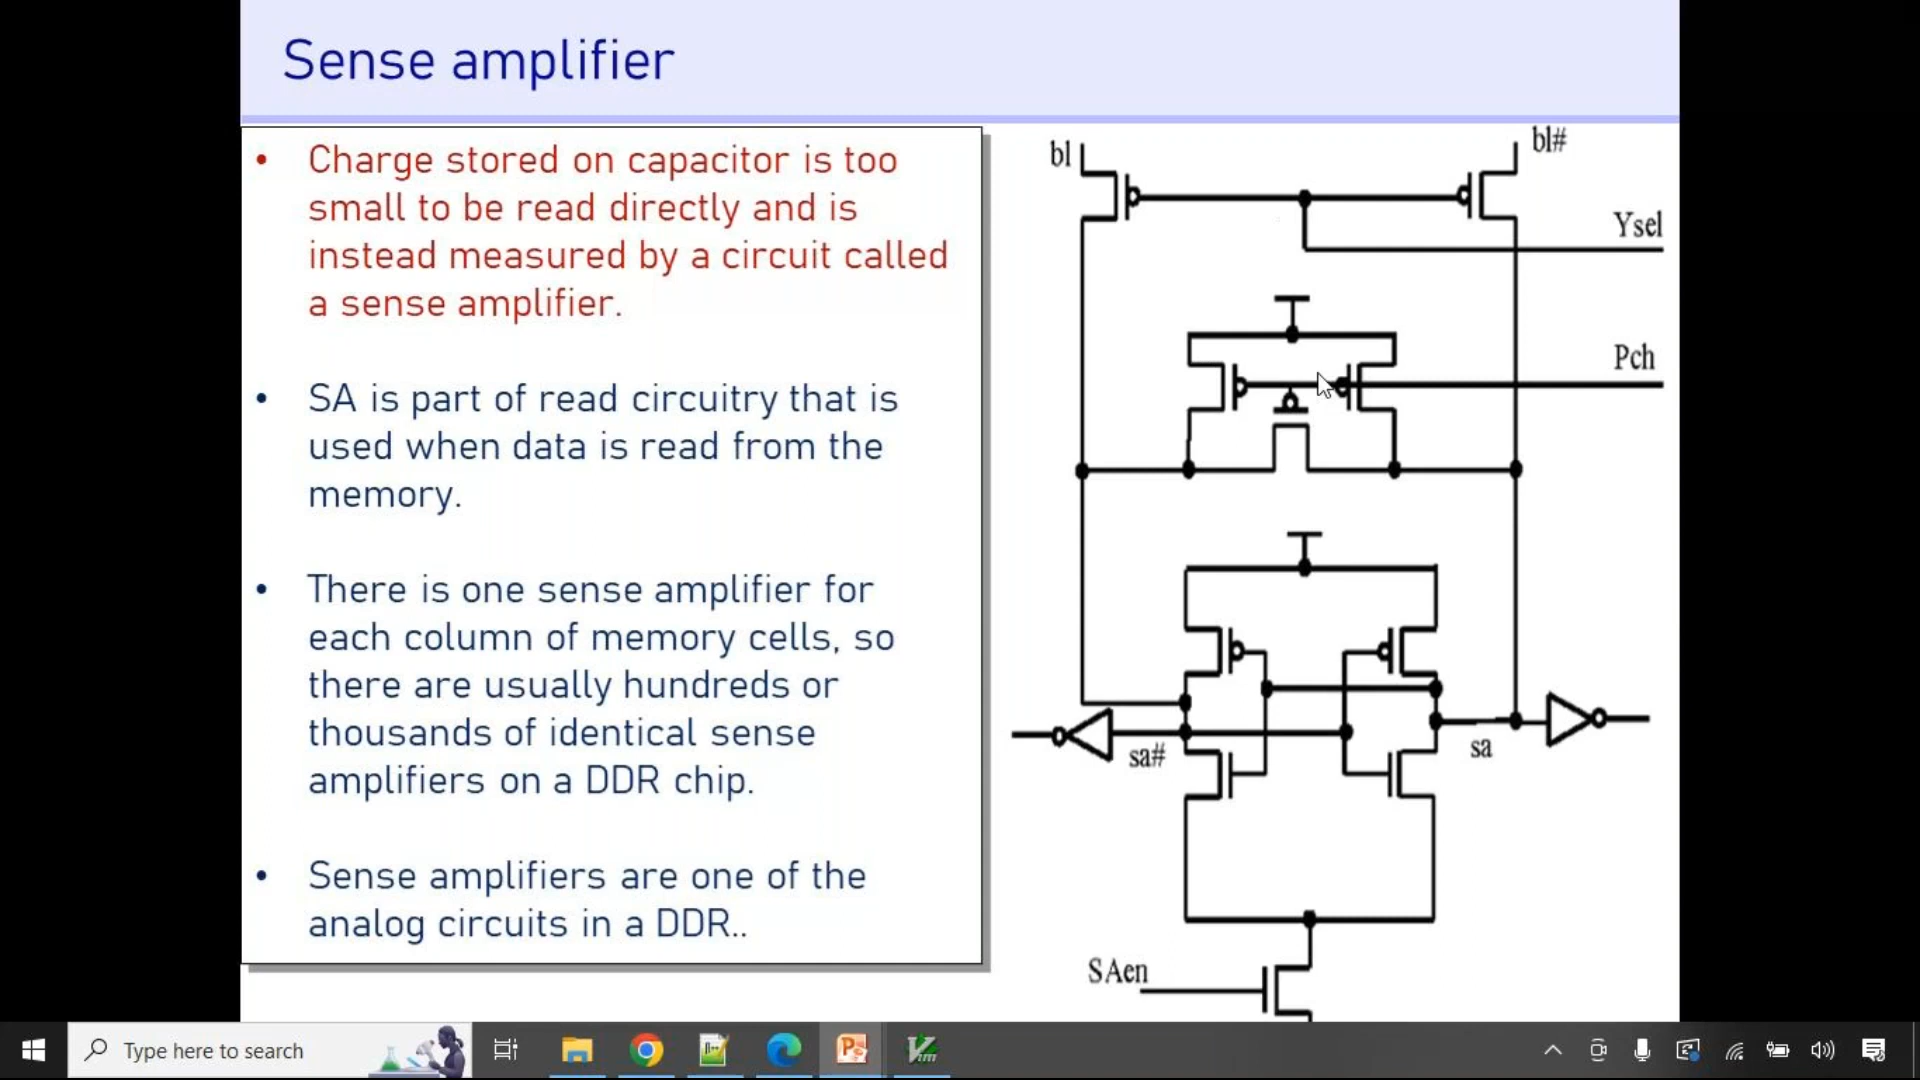 Sense amplifier
• Charge stored on capacitor is too
small to be read directly and is
instead measured by a circuit called
a sense amplifier.
• SA is part of read circuitry that is
used when data is read from the
memory.
• There is one sense amplifier for
each column of memory cells, so
there are usually hundreds or
thousands of identical sense
amplifiers on a DDR chip.
• Sense amplifiers are one of the
analog circuits in a DDR..
bl
bl#
Ysel
Pch
sa#
sa
SAen
Type here to search